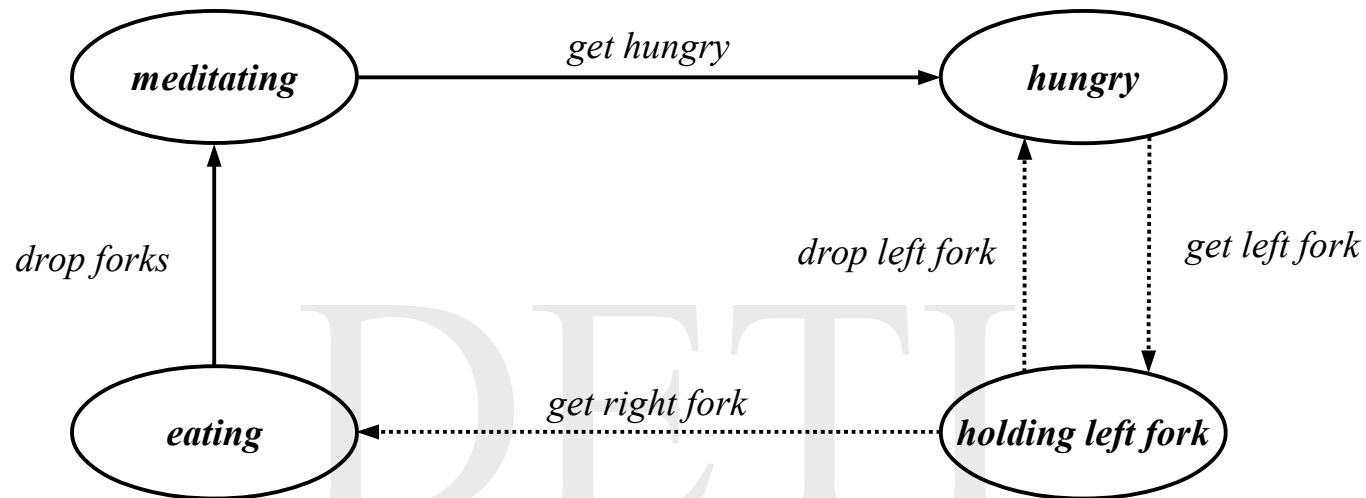 get hungry
meditating
hungry
drop forks
drop left fork
get left fork
get right fork
eating
holding left fork
DETI